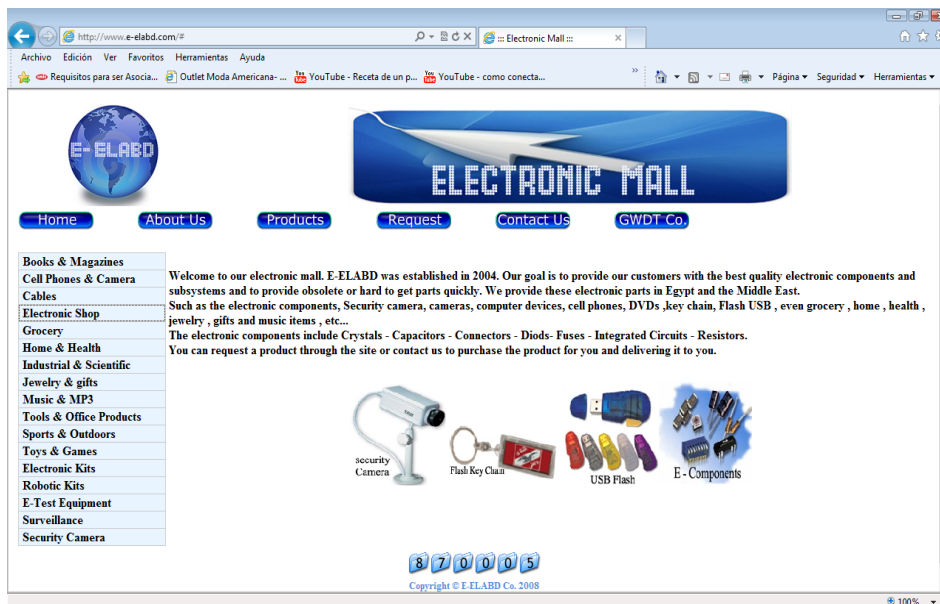 http://www.e-elabd.com/#
::: Electronic Mall :::
Archivo Edición Ver Favoritos Herramientas Ayuda
Requisitos para ser Asocia... Outlet Moda Americana- ... YouTube - Receta de un p... YouTube - como conecta... » Página Seguridad Herramientas
E-ELABD
ELECTRONIC MALL
Home About Us Products Request Contact Us GWDT Co.
Books & Magazines
Cell Phones & Camera
Cables
Electronic Shop
Grocery
Home & Health
Industrial & Scientific
Jewelry & gifts
Music & MP3
Tools & Office Products
Sports & Outdoors
Toys & Games
Electronic Kits
Robotic Kits
E-Test Equipment
Surveillance
Security Camera
Welcome to our electronic mall. E-ELABD was established in 2004. Our goal is to provide our customers with the best quality electronic components and
subsystems and to provide obsolete or hard to get parts quickly. We provide these electronic parts in Egypt and the Middle East.
Such as the electronic components, Security camera, cameras, computer devices, cell phones, DVDs ,key chain, Flash USB , even grocery , home , health ,
jewelry , gifts and music items , etc...
The electronic components include Crystals - Capacitors - Connectors - Diods- Fuses - Integrated Circuits - Resistors.
You can request a product through the site or contact us to purchase the product for you and delivering it to you.
security
Camera
Flash Key Chain
USB Flash
E - Components
870005
Copyright © E-ELABD Co. 2008
100%